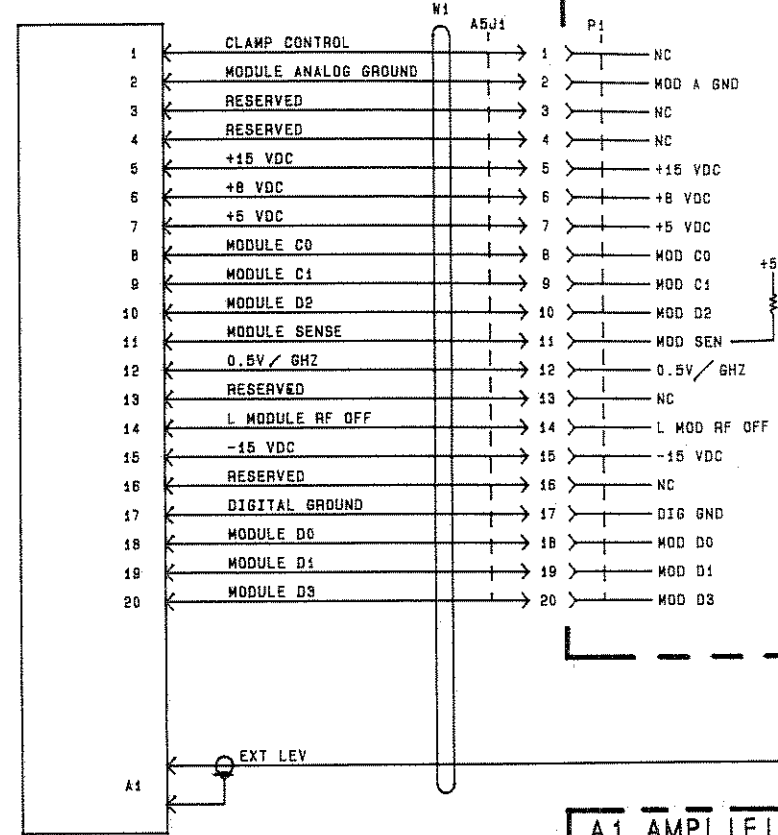 W1
A5J1
P1
1 CLAMP CONTROL 1 NC
2 MODULE ANALOG GROUND 2 MOD A GND
3 RESERVED 3 NC
4 RESERVED 4 NC
5 +15 VDC 5 +15 VDC
6 +8 VDC 6 +8 VDC
7 +5 VDC 7 +5 VDC
8 MODULE C0 8 MOD C0
9 MODULE C1 9 MOD C1
+5
10 MODULE D2 10 MOD D2
11 MODULE SENSE 11 MOD SEN
12 0.5V/ GHZ 12 0.5V/ GHZ
13 RESERVED 13 NC
14 L MODULE RF OFF 14 L MOD RF OFF
15 -15 VDC 15 -15 VDC
16 RESERVED 16 NC
17 DIGITAL GROUND 17 DIG GND
18 MODULE D0 18 MOD D0
19 MODULE D1 19 MOD D1
20 MODULE D3 20 MOD D3
EXT LEV
A1
A1 AMPLIFI